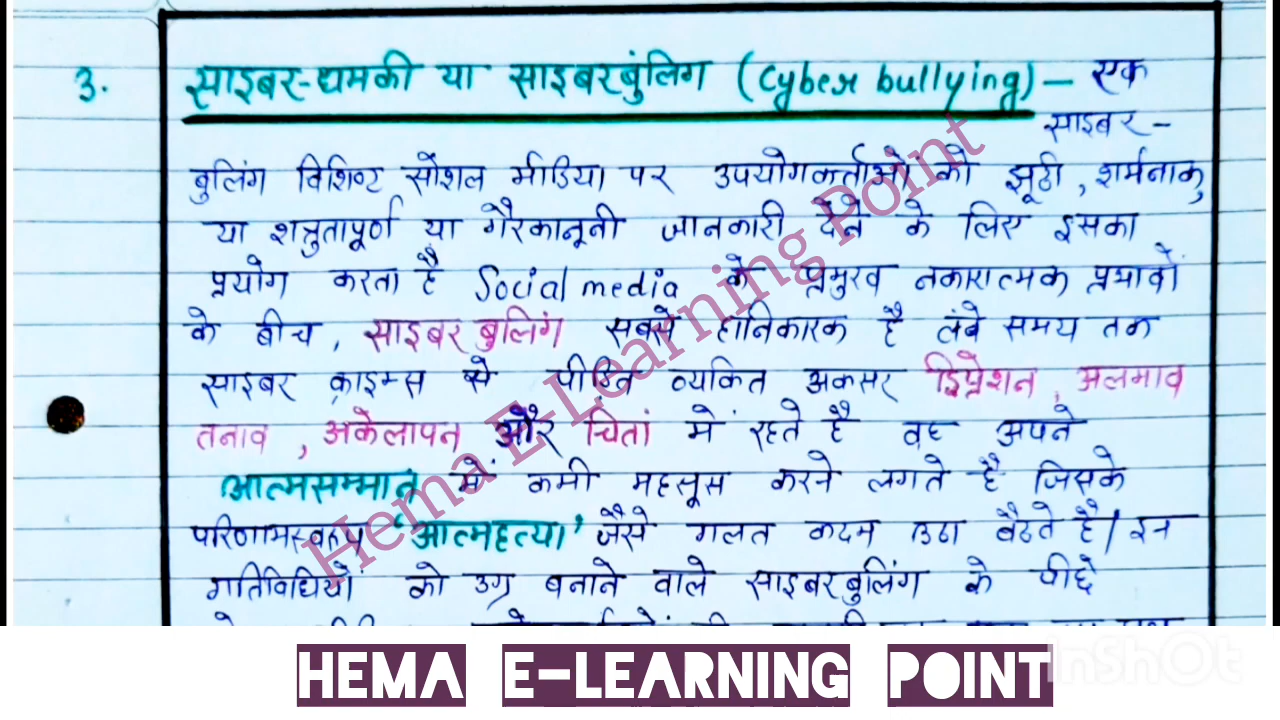 3. साइबर-धमकी या साइबरबुंलिग (Cyber bullying) – एक
साइबर –
बुलिंग विशिष्ट सोशल मीडिया पर उपयोगकर्ताओं को झूठी, शर्मनाक
या शत्रुतापूर्ण या गैरकानूनी जानकारी देने के लिए इसका
प्रयोग करता है Social media के प्रमुख नकारात्मक प्रभावों
के बीच, साइबर बुलिंग सबसे हानिकारक है लंबे समय तक
साइबर क्राइम्स से पीड़ित व्यकित अकसर डिप्रेशन, अलगाव
तनाव, अकेलापन और चितां में रहते है वह अपने
आत्मसम्मान में कमी महसूस करने लगते है जिसके
परिणामस्वरूप 'आत्महत्या' जैसे गलत कदम उठा बैठते है। इन
गतिविधियों को उग्र बनाने वाले साइबरबुलिंग के पीछे
Hema E-Learning Point
HEMA E-LEARNING POINT
InShOt